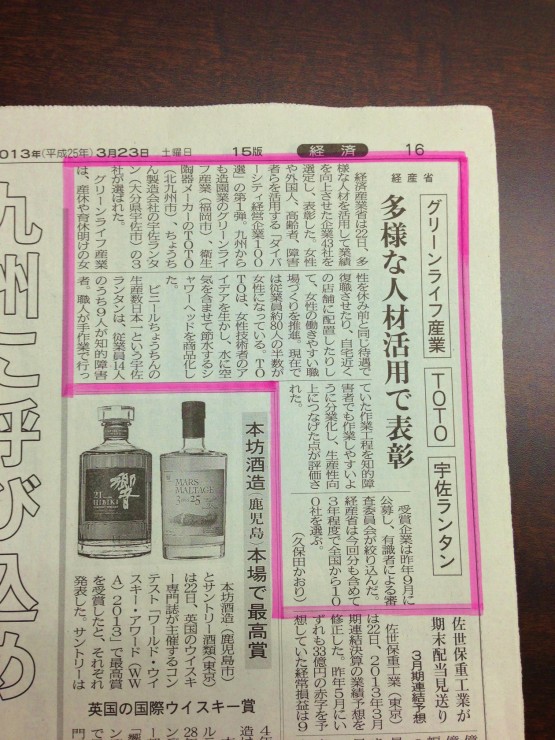 013年(平成25年)3月23日 土曜日 15版 経済 16
経産省
多様な人材活用で表彰
グリーンライフ産業
TOTO
宇佐ランタン
経済産業省は22日、多
様な人材を活用して業績
を向上させた企業43社を
選定し、表彰した。女性
や外国人、高齢者、障害
者らを活用する「ダイバ
ーシティ経営企業100
選」の第1弾。九州から
も造園業のグリーンライ
フ産業(福岡市)、衛生
陶器メーカーのTOTO
(北九州市)、ちょうち
ん製造会社の宇佐ランタ
ン(大分県宇佐市)の3
社が選ばれた。
グリーンライフ産業
は、産休や育休明けの女
性を休み前と同じ待遇で
復職させたり、自宅近く
の店舗に配置したりし
て、女性の働きやすい職
場づくりを推進。現在で
は従業員約80人の半数が
女性になっている。TO
TOは、女性技術者のア
イデアを生かし、水に空
気を含ませて節水するシ
ャワーヘッドを商品化し
た。
ビニールちょうちんの
生産数日本一という宇佐
ランタンは、従業員14人
のうち9人が知的障害
者。職人が手作業で行っ
ていた作業工程を知的障
害者でも作業しやすいよ
うに分業化し、生産性向
上につなげた点が評価さ
れた。
受賞企業は昨年9月に
公募し、有識者による審
査委員会が絞り込んだ。
経産省は今回分も含めて
3年程度で全国から10
0社を選ぶ。
(久保田かおり)
佐世保重工業が
期末配当見送り
3月期連結予想
佐世保重工業(東京)
は22日、2013年3月
期連結決算の業績予想を
修正した。昨年5月にい
ずれも33億円の赤字を予
想していた経常損益は9
本坊酒造 鹿児島 本場で最高賞
響
21
HIBIKI
MARS
MALTAGE
3 25
英国の国際ウイスキー賞
本坊酒造(鹿児島市)
とサントリー酒類(東京)
は22日、英国のウイスキ
ー専門誌が主催するコン
テスト「ワールド・ウィ
スキー・アワード(WW
A)2013」で最高賞
を受賞したと、それぞれ
発表した。サントリーは
九州に呼び込め